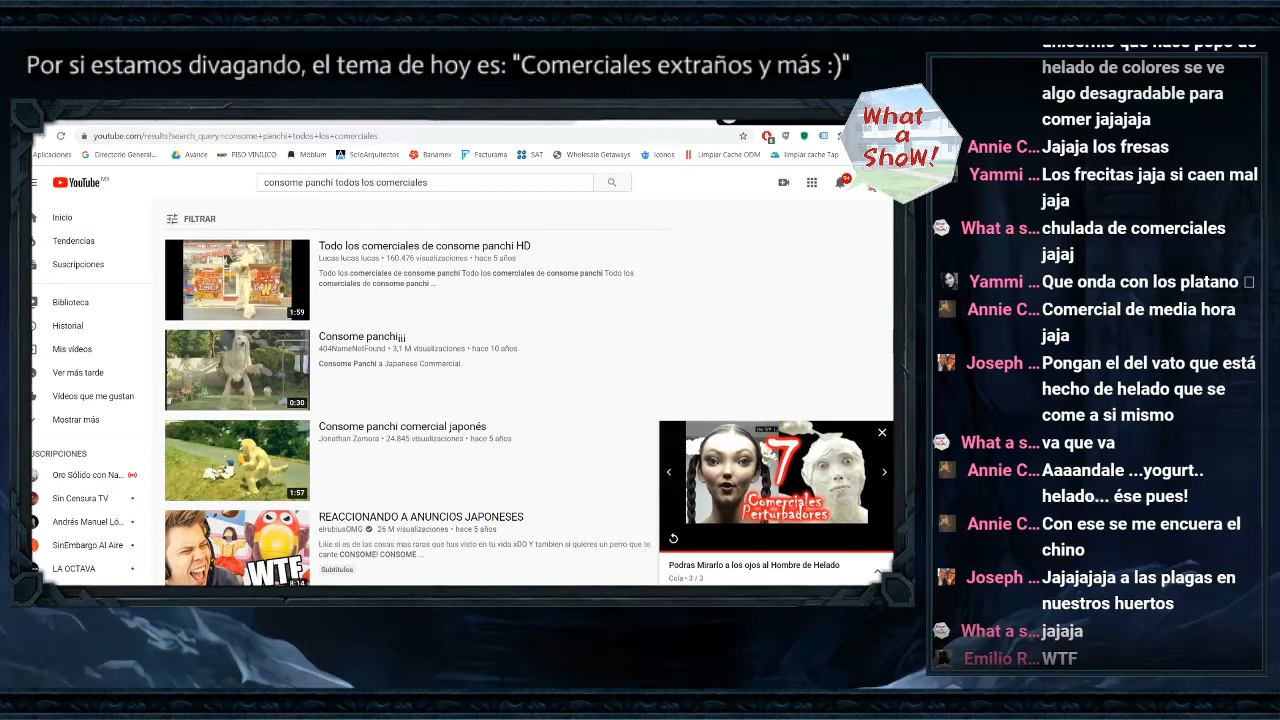 Por si estamos divagando, el tema de hoy es: "Comerciales extraños y más :)"
What
a
ShoW!
youtube.com/results?search_query=consome+panchi+todos+los+comerciales
Aplicaciones
Directorio General...
Avance
PISO VINILICO
Moblum
SoloArquitectos
Banamex
Facturama
SAT
Wholesale Getaways
Iconos
Limpiar Cache ODM
limpiar cache Tap
YouTube MX
consome panchi todos los comerciales
9+
Inicio
Tendencias
Suscripciones
Biblioteca
Historial
Mis vídeos
Ver más tarde
Vídeos que me gustan
Mostrar más
USCRIPCIONES
Oro Sólido con Na...
Sin Censura TV
Andrés Manuel Ló...
SinEmbargo Al Aire
LA OCTAVA
FILTRAR
1:59
Todo los comerciales de consome panchi HD
Lucas lucas lucas • 160.476 visualizaciones • hace 5 años
Todo los comerciales de consome panchi Todo los comerciales de consome panchi Todo los
comerciales de consome panchi ...
0:30
Consome panchi¡¡¡
404NameNotFound • 3,1 M visualizaciones • hace 10 años
Consome Panchi a Japanese Commercial.
1:57
Consome panchi comercial japonés
Jonathan Zamora • 24.845 visualizaciones • hace 5 años
WTF
8:14
REACCIONANDO A ANUNCIOS JAPONESES
elrubiusOMG • 26 M visualizaciones • hace 5 años
Like si es de las cosas mas raras que has visto en tu vida xDD Y tambien si quieres un perro que te
cante CONSOME! CONSOME ...
Subtítulos
7
Comerciales
Perturbadores
Podras Mirarlo a los ojos al Hombre de Helado
Cola • 3 / 3
helado de colores se ve
algo desagradable para
comer jajajaja
Annie C... Jajaja los fresas
Yammi ... Los frecitas jaja si caen mal
jaja
What a s... chulada de comerciales
jajaj
Yammi ... Que onda con los platano
Annie C... Comercial de media hora
jaja
Joseph ... Pongan el del vato que está
hecho de helado que se
come a si mismo
What a s... va que va
Annie C... Aaaandale ...yogurt..
helado... ése pues!
Annie C... Con ese se me encuera el
chino
Joseph ... Jajajajaja as las plagas en
nuestros huertos
What a s... jajaja
Emilio R... WTF